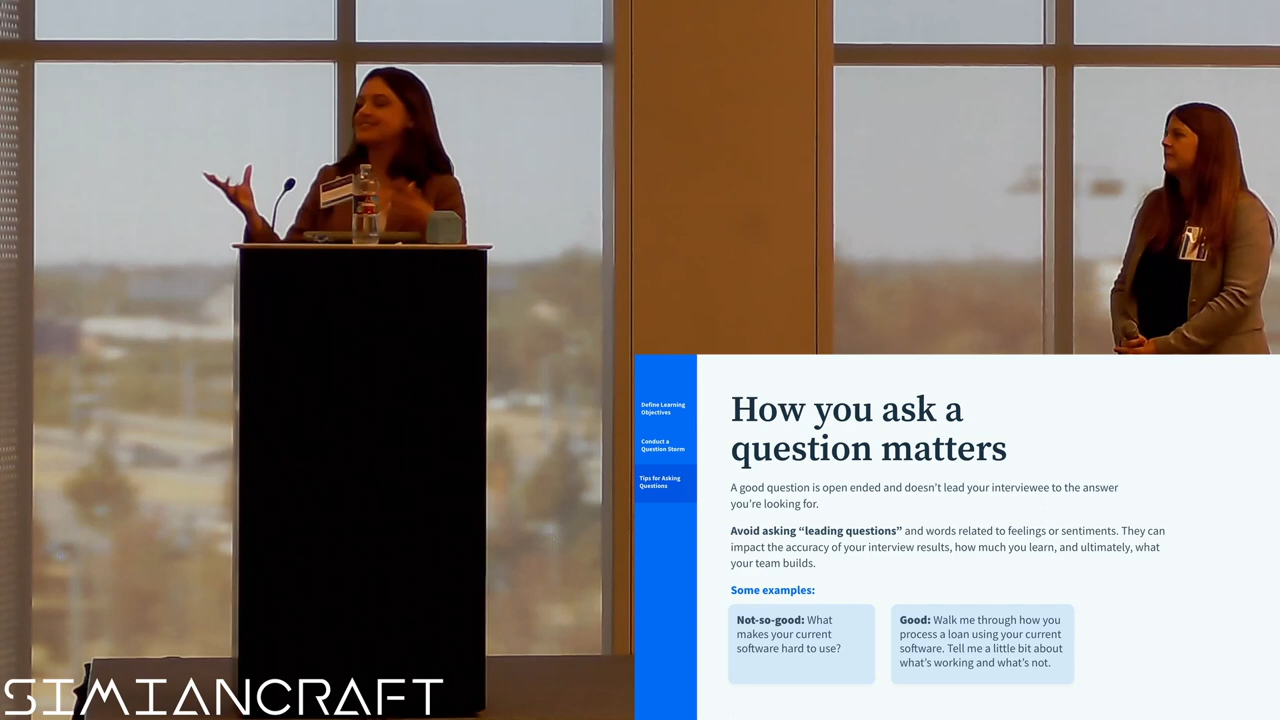 Define Learning
Objectives
Conduct a
Question Storm
Tips for Asking
Questions
How you ask a
question matters
A good question is open ended and doesn't lead your interviewee to the answer
you're looking for.
Avoid asking “leading questions” and words related to feelings or sentiments. They can
impact the accuracy of your interview results, how much you learn, and ultimately, what
your team builds.
Some examples:
Not-so-good: What
makes your current
software hard to use?
Good: Walk me through how you
process a loan using your current
software. Tell me a little bit about
what's working and what's not.
SIMIANCRAFT